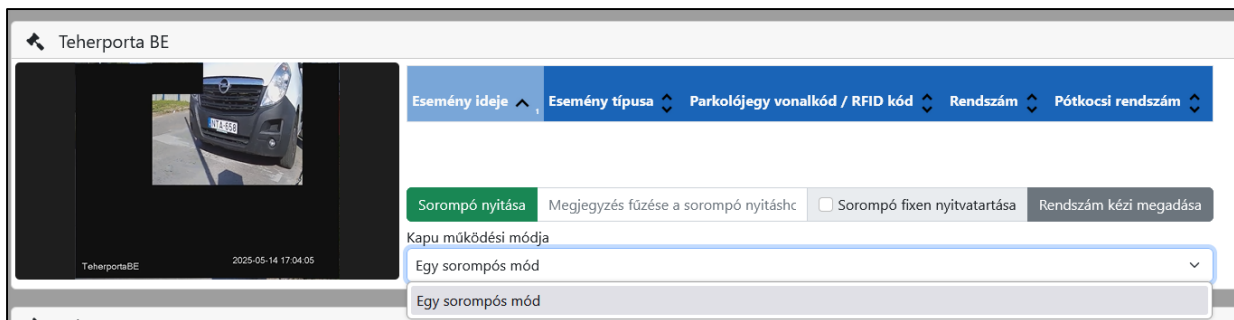 Teherporta BE
Esemény ideje 1 Esemény típusa Parkolójegy vonalkód / RFID kód Rendszám Pótkocsi rendszám
NTA-658
Sorompó nyitása Megjegyzés fűzése a sorompó nyitásho Sorompó fixen nyitvatartása Rendszám kézi megadása
Kapu működési módja
TeherportaBE 2025-05-14 17:04:05
Egy sorompós mód
Egy sorompós mód